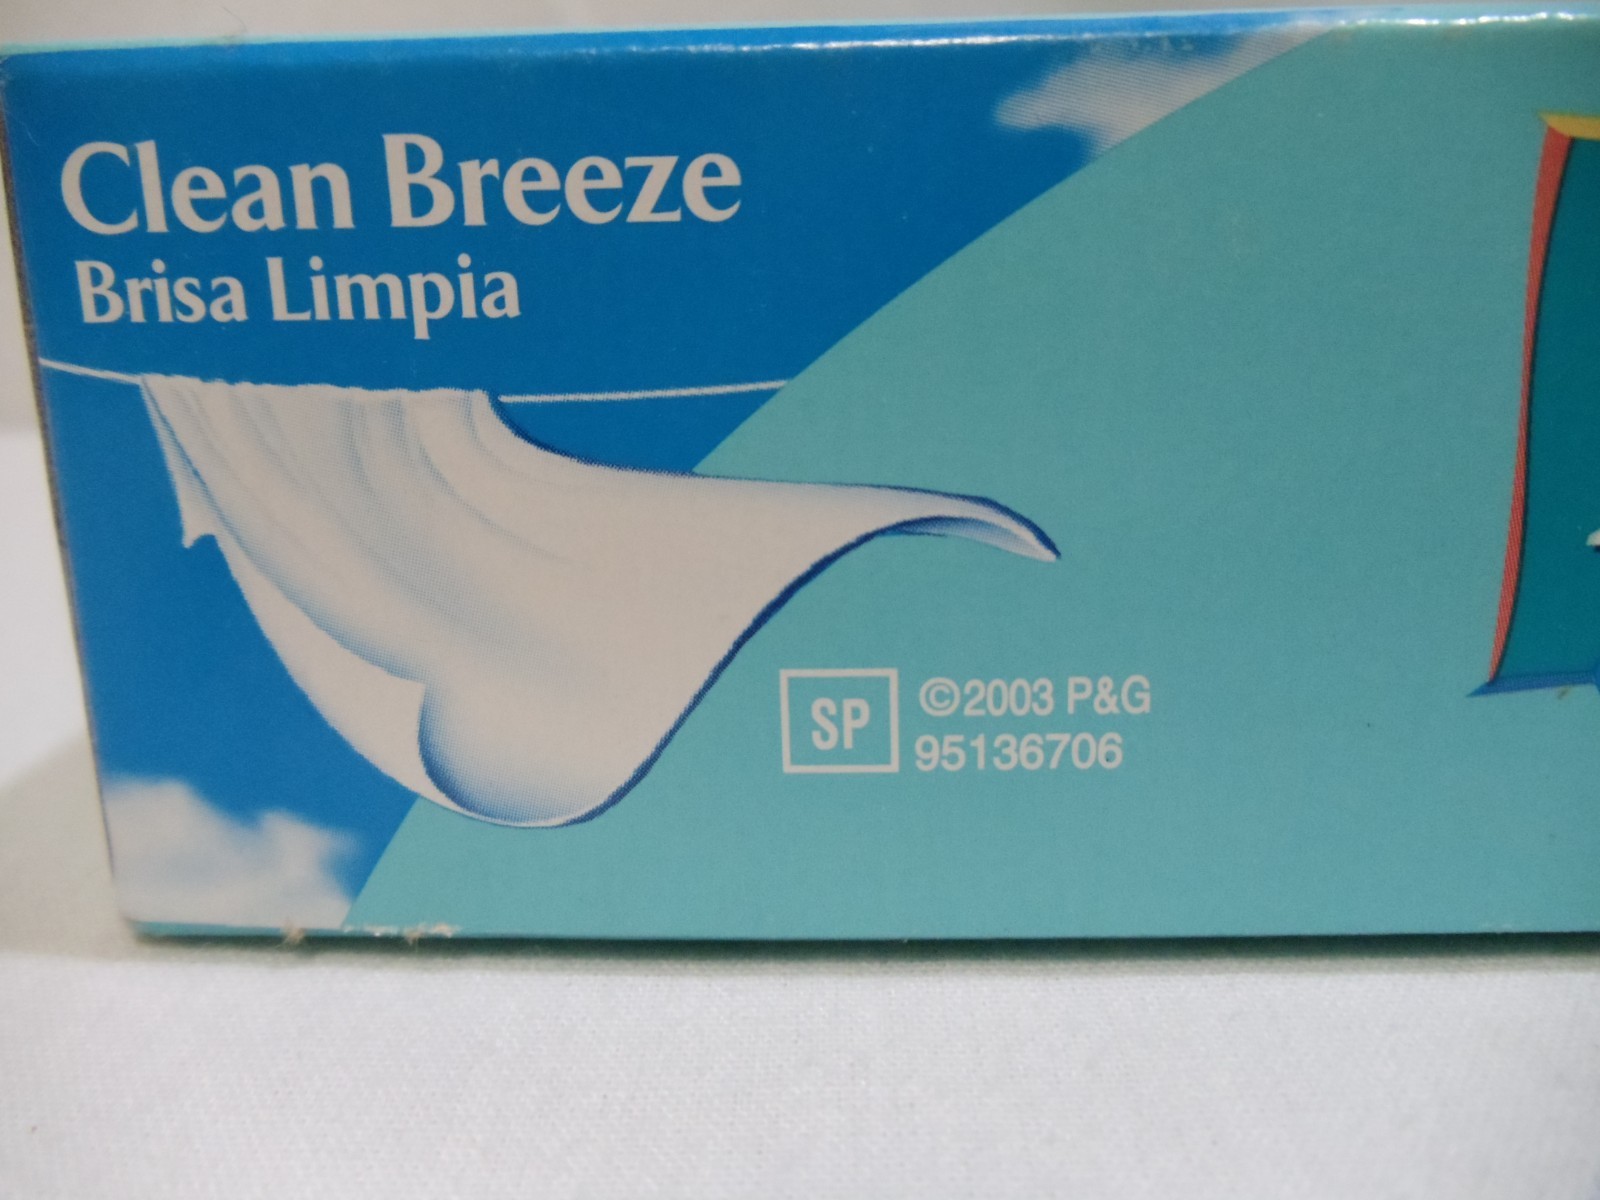 Clean Breeze
Brisa Limpia
SP
©2003 P&G
95136706